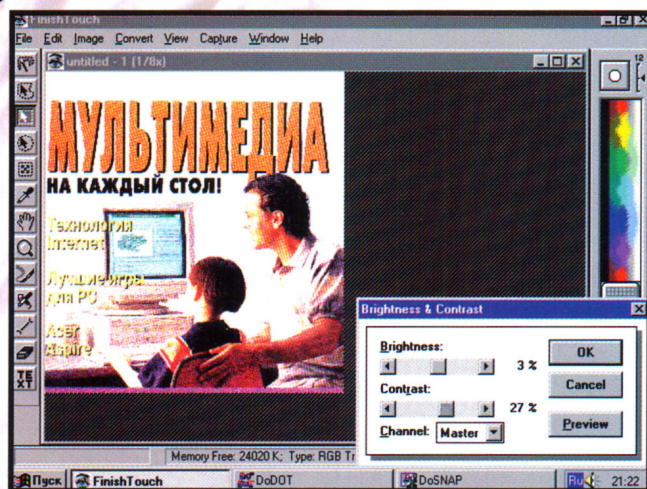 FinishTouch
File Edit Image Convert View Capture Window Help
untitled - 1 (1/8x)
12
МУЛЬТИМЕДИА
НА КАЖДЫЙ СТОЛ!
Технология
Internet
Лучшие игры
для PC
Acer
Aspire
Brightness & Contrast
Brightness:
3 %
OK
Contrast:
27 %
Cancel
Channel: Master
Preview
TEXT
Memory Free: 24020 K; Type: RGB Tr
Пуск FinishTouch DoDOT DoSNAP Ru 21:22